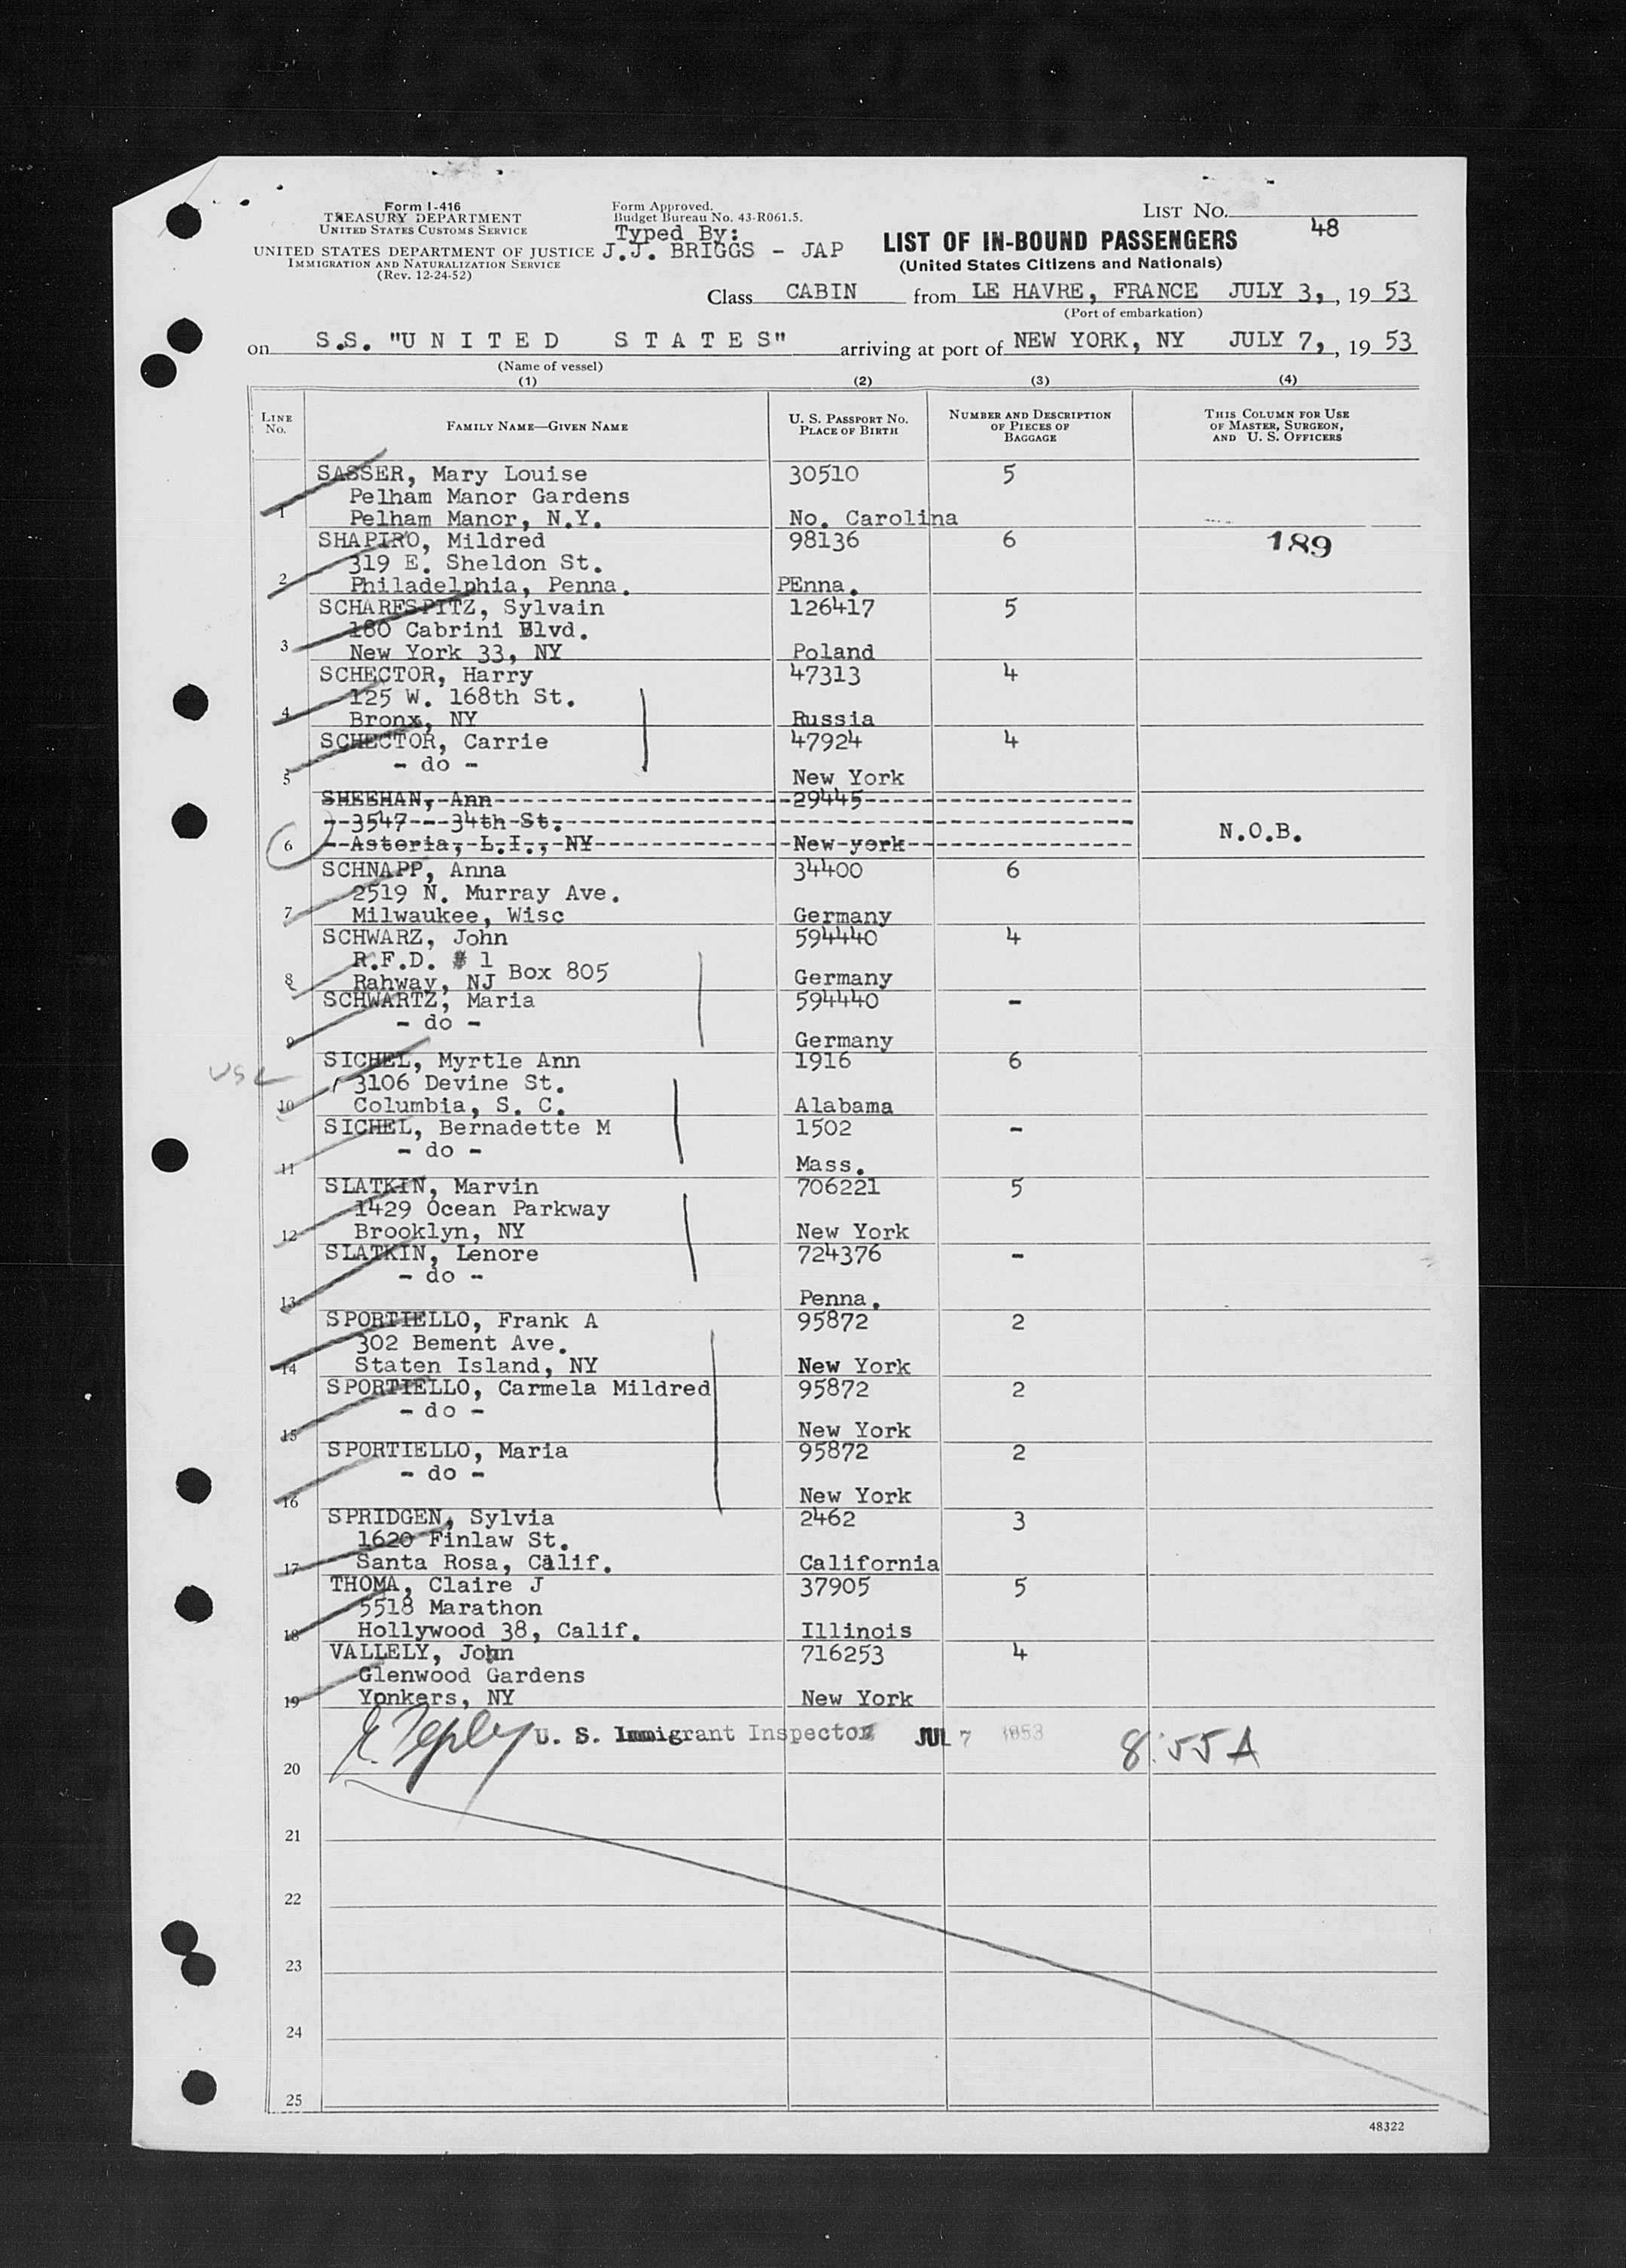 Form I-416
TREASURY DEPARTMENT
UNITED STATES CUSTOMS SERVICE
UNITED STATES DEPARTMENT OF JUSTICE
IMMIGRATION AND NATURALIZATION SERVICE
(Rev. 12-24-52)
Form Approved.
Budget Bureau No. 43-R061.5.
Typed By:
J.J. BRIGGS - JAP
LIST NO. 48
LIST OF IN-BOUND PASSENGERS
(United States Citizens and Nationals)
Class CABIN from LE HAVRE, FRANCE JULY 3, , 19 53
(Port of embarkation)
on S.S. "U N I T E D S T A T E S" arriving at port of NEW YORK, NY JULY 7, , 19 53
(Name of vessel)
(1) (2) (3) (4)
LINE NO. FAMILY NAME—GIVEN NAME U. S. PASSPORT NO. PLACE OF BIRTH NUMBER AND DESCRIPTION OF PIECES OF BAGGAGE THIS COLUMN FOR USE OF MASTER, SURGEON, AND U. S. OFFICERS
SASSER, Mary Louise 30510 5
Pelham Manor Gardens
1 Pelham Manor, N.Y. No. Carolina
SHAPIRO, Mildred 98136 6 189
319 E. Sheldon St.
2 Philadelphia, Penna. PEnna.
SCHARFSPITZ, Sylvain 126417 5
180 Cabrini Blvd.
3 New York 33, NY Poland
SCHECTOR, Harry 47313 4
125 W. 168th St.
4 Bronx, NY Russia
SCHECTOR, Carrie 47924 4
- do -
5 New York
SHEEHAN, Ann 29445
3547 - 34th St.
6 Asteria, L.I., NY New york N.O.B.
SCHNAPP, Anna 34400 6
2519 N. Murray Ave.
7 Milwaukee, Wisc Germany
SCHWARZ, John 594440 4
R.F.D. # 1 Box 805
8 Rahway, NJ Germany
SCHWARTZ, Maria 594440 -
- do -
9 Germany
USC
SICHEL, Myrtle Ann 1916 6
3106 Devine St.
10 Columbia, S. C. Alabama
SICHEL, Bernadette M 1502 -
- do -
11 Mass.
SLATKIN, Marvin 706221 5
1429 Ocean Parkway
12 Brooklyn, NY New York
SLATKIN, Lenore 724376 -
- do -
13 Penna.
SPORTIELLO, Frank A 95872 2
302 Bement Ave.
14 Staten Island, NY New York
SPORTIELLO, Carmela Mildred 95872 2
- do -
15 New York
SPORTIELLO, Maria 95872 2
- do -
16 New York
SPRIDGEN, Sylvia 2462 3
1620 Finlaw St.
17 Santa Rosa, Calif. California
THOMA, Claire J 37905 5
5518 Marathon
18 Hollywood 38, Calif. Illinois
VALLELY, John 716253 4
Glenwood Gardens
19 Yonkers, NY New York
U. S. Immigrant Inspector JUL 7 1953 8:55A
20
21
22
23
24
25
48322